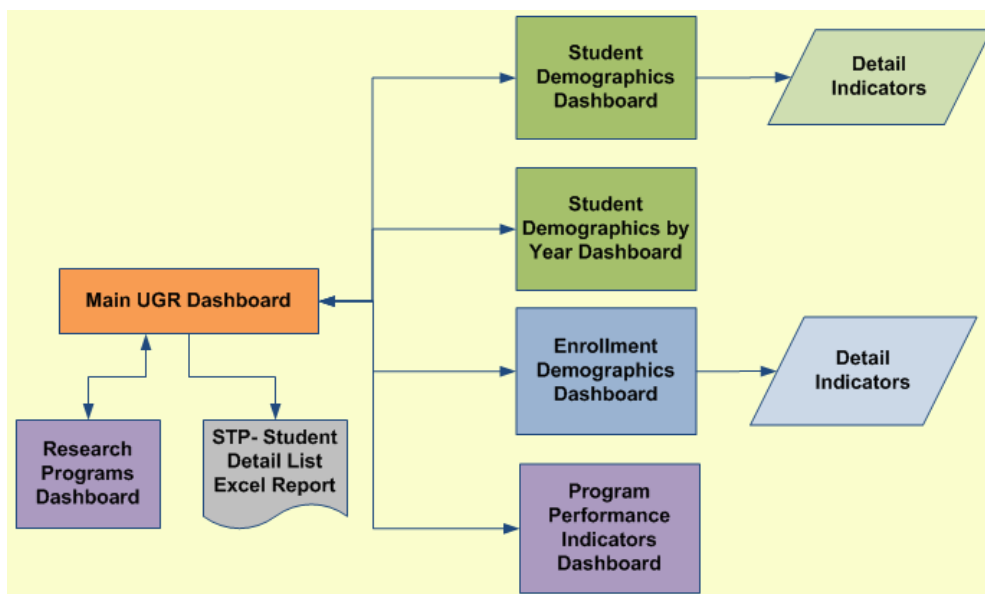 Student
Demographics
Dashboard
Detail
Indicators
Student
Demographics by
Year Dashboard
Main UGR Dashboard
Enrollment
Demographics
Dashboard
Detail
Indicators
Research
Programs
Dashboard
STP- Student
Detail List
Excel Report
Program
Performance
Indicators
Dashboard